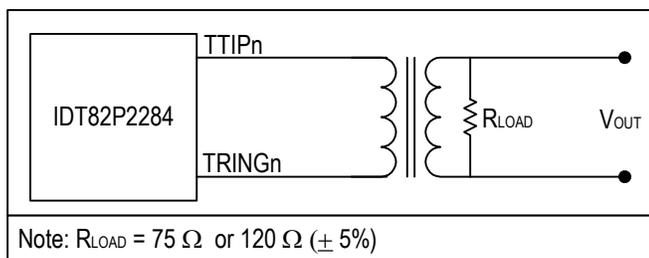 TTIPn
IDT82P2284
RLOAD
VOUT
TRINGn
Note: RLOAD = 75 Ω or 120 Ω (± 5%)